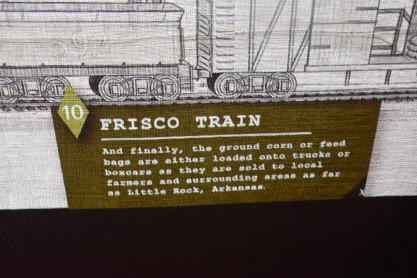 10
FRISCO TRAIN
And finally, the ground corn or feed
bags are either loaded onto trucks or
boxcars as they are sold to local
farmers and surrounding areas as far
as Little Rock, Arkansas.